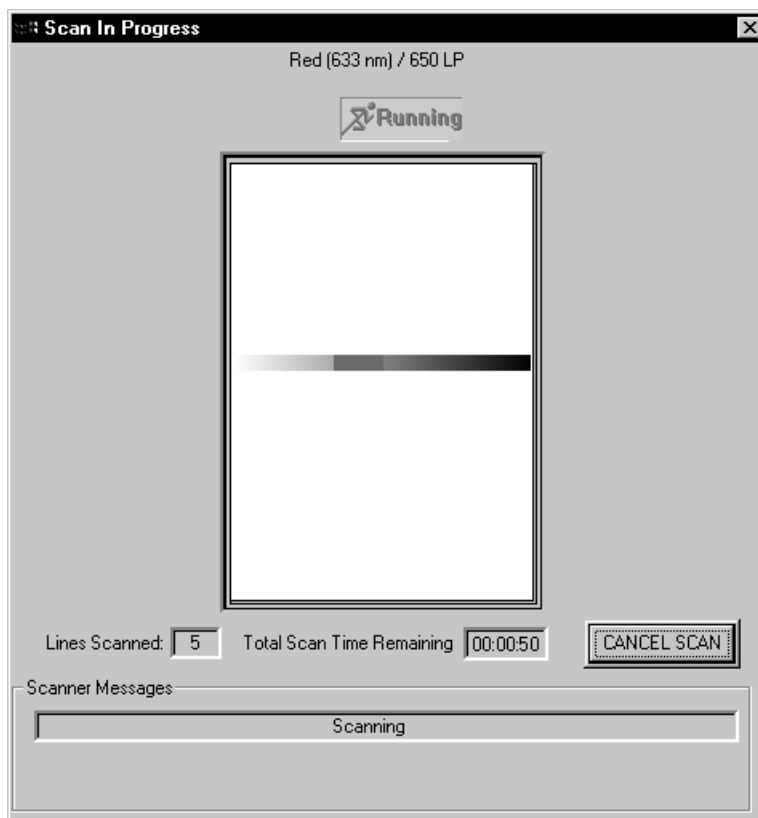 Scan In Progress
Red (633 nm) / 650 LP
Running
Lines Scanned: 5 Total Scan Time Remaining 00:00:50 CANCEL SCAN
Scanner Messages
Scanning